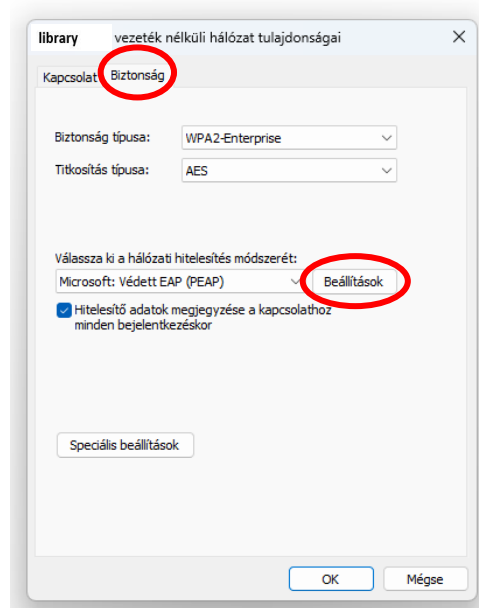 library vezeték nélküli hálózat tulajdonságai
Kapcsolat Biztonság
Biztonság típusa: WPA2-Enterprise
Titkosítás típusa: AES
Válassza ki a hálózati hitelesítés módszerét:
Microsoft: Védett EAP (PEAP) Beállítások
Hitelesítő adatok megjegyzése a kapcsolathoz
minden bejelentkezéskor
Speciális beállítások
OK Mégse